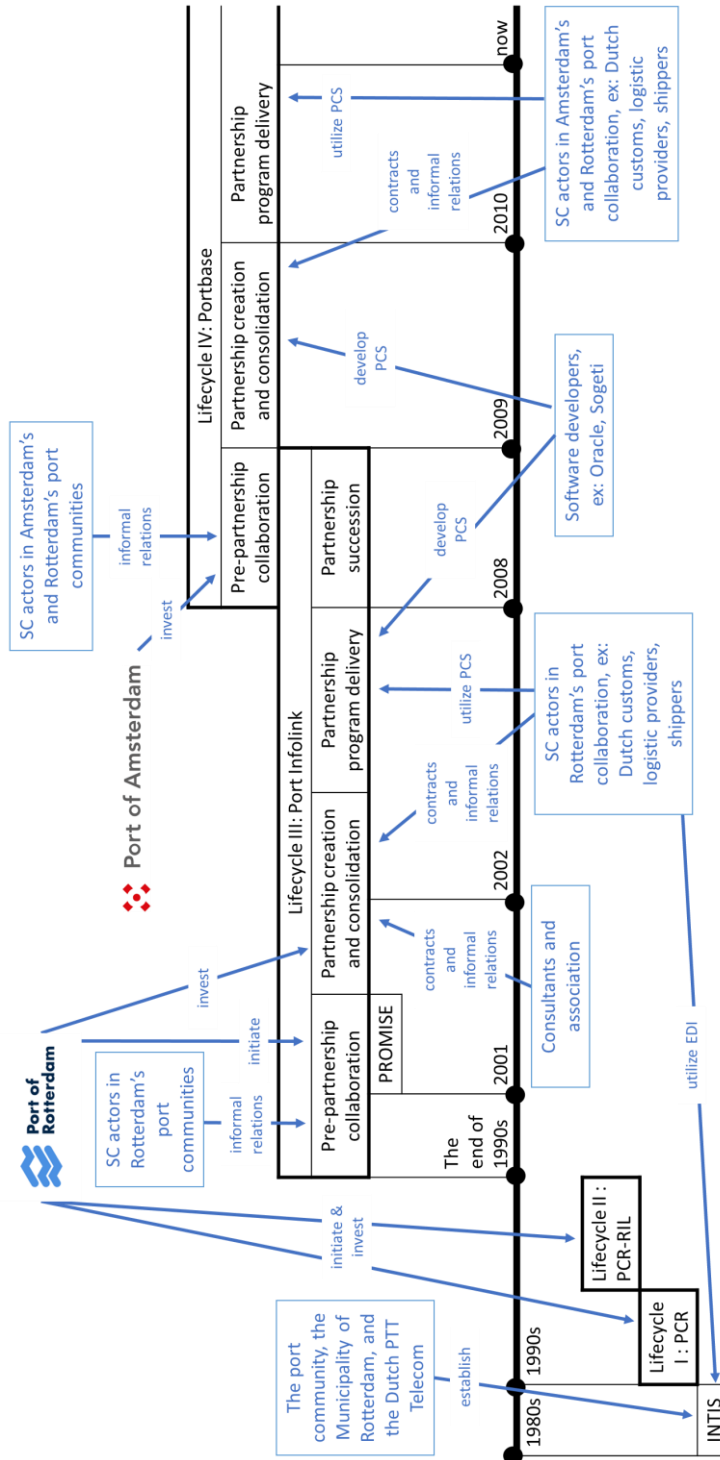 Port of
Rotterdam
Port of Amsterdam
SC actors in Amsterdam's
and Rotterdam's port
communities
informal
relations
invest
SC actors in
Rotterdam's
port
communities
informal
relations
initiate
invest
initiate &
invest
The port
community, the
Municipality of
Rotterdam, and
the Dutch PTT
Telecom
establish
Lifecycle IV: Portbase
Pre-partnership
collaboration
Partnership creation
and consolidation
Partnership
program delivery
Lifecycle III: Port Infolink
Pre-partnership
collaboration
Partnership creation
and consolidation
Partnership
program delivery
Partnership
succession
PROMISE
contracts
and
informal
relations
contracts
and
informal
relations
utilize PCS
develop
PCS
develop
PCS
contracts
and
informal
relations
utilize PCS
1980s
1990s
The
end of
1990s
2001
2002
2008
2009
2010
now
INTIS
Lifecycle
I : PCR
Lifecycle II :
PCR-RIL
utilize EDI
Consultants and
association
SC actors in
Rotterdam's port
collaboration, ex:
Dutch customs,
logistic providers,
shippers
Software developers,
ex: Oracle, Sogeti
SC actors in Amsterdam's
and Rotterdam's port
collaboration, ex: Dutch
customs, logistic
providers, shippers